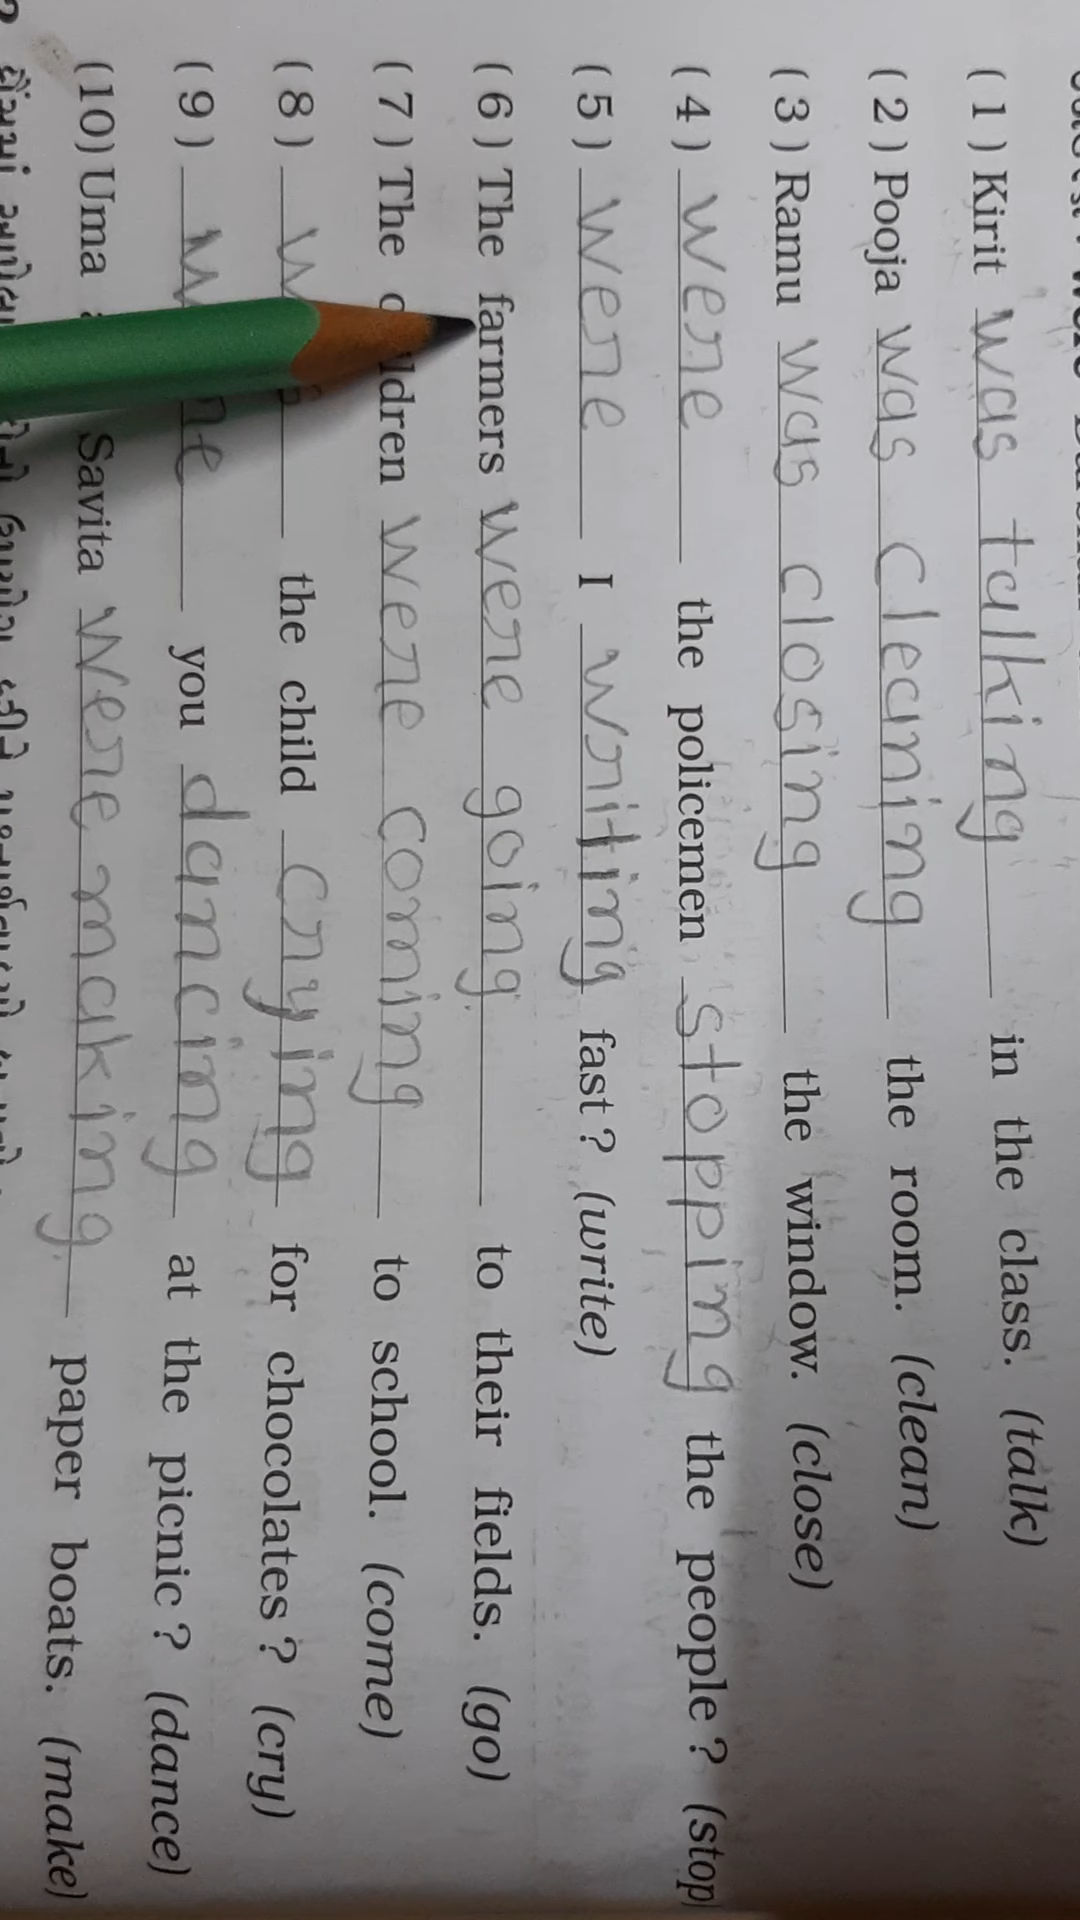 ( 1 ) Kirit was talking in the class. (talk)
( 2 ) Pooja was cleaning the room. (clean)
( 3 ) Ramu was closing the window. (close)
( 4 ) were the policemen stopping the people ? (stop
( 5 ) were I writing fast ? (write)
( 6 ) The farmers were going to their fields. (go)
( 7 ) The children were coming to school. (come)
( 8 ) the child crying for chocolates ? (cry)
( 9 ) were you dancing at the picnic ? (dance)
(10) Uma Savita were making paper boats. (make)